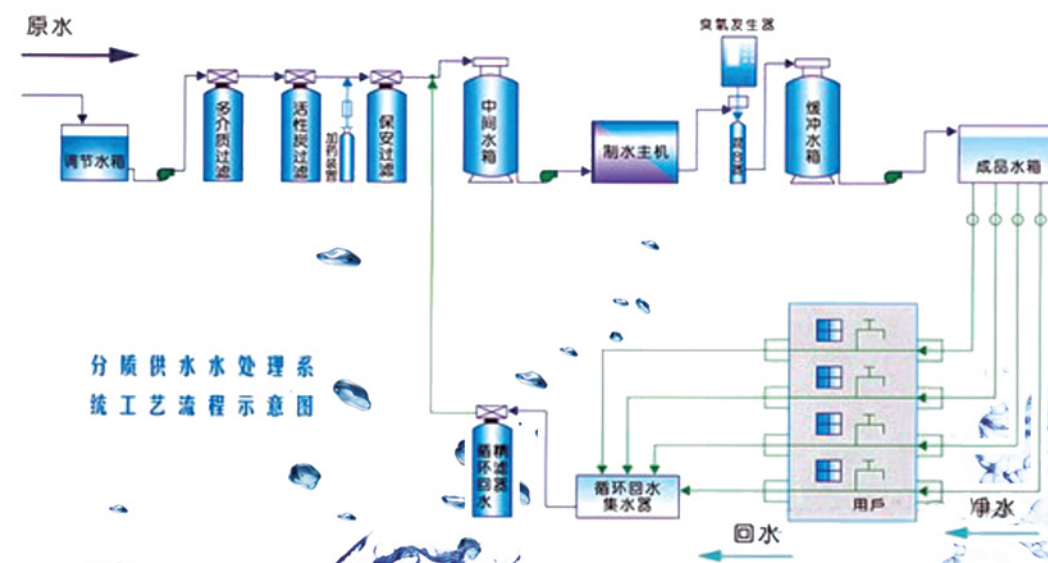 原水
臭氧发生器
调节水箱
多介质过滤
活性炭过滤
加药装置
保安过滤
中间水箱
制水主机
缓冲水箱
成品水箱
分质供水水处理系
统工艺流程示意图
循环回水
精滤器
循环回水
集水器
用戶
净水
回水